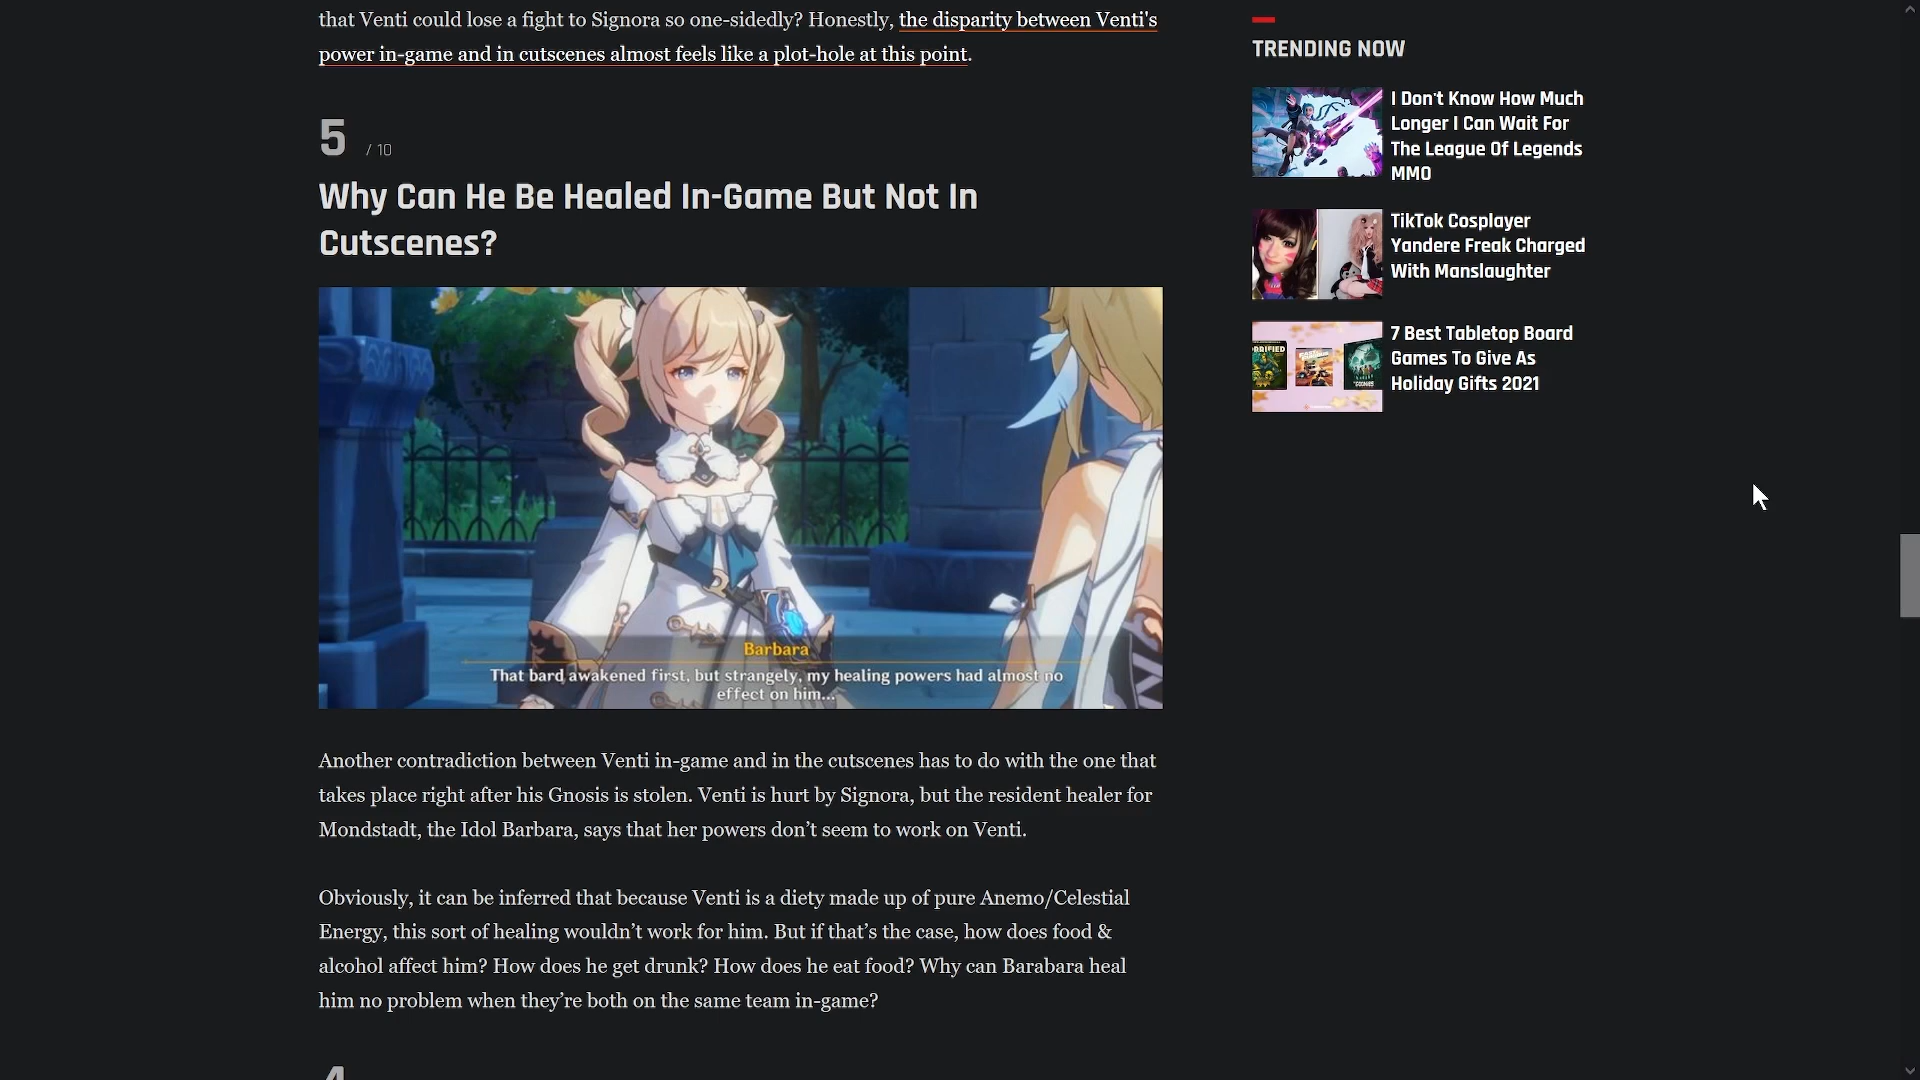 that Venti could lose a fight to Signora so one-sidedly? Honestly, the disparity between Venti's
power in-game and in cutscenes almost feels like a plot-hole at this point.
5 / 10
Why Can He Be Healed In-Game But Not In
Cutscenes?
Barbara
That bard awakened first, but strangely, my healing powers had almost no
effect on him...
Another contradiction between Venti in-game and in the cutscenes has to do with the one that
takes place right after his Gnosis is stolen. Venti is hurt by Signora, but the resident healer for
Mondstadt, the Idol Barbara, says that her powers don’t seem to work on Venti.
Obviously, it can be inferred that because Venti is a diety made up of pure Anemo/Celestial
Energy, this sort of healing wouldn’t work for him. But if that’s the case, how does food &
alcohol affect him? How does he get drunk? How does he eat food? Why can Barabara heal
him no problem when they’re both on the same team in-game?
TRENDING NOW
I Don't Know How Much
Longer I Can Wait For
The League Of Legends
MMO
TikTok Cosplayer
Yandere Freak Charged
With Manslaughter
7 Best Tabletop Board
Games To Give As
Holiday Gifts 2021